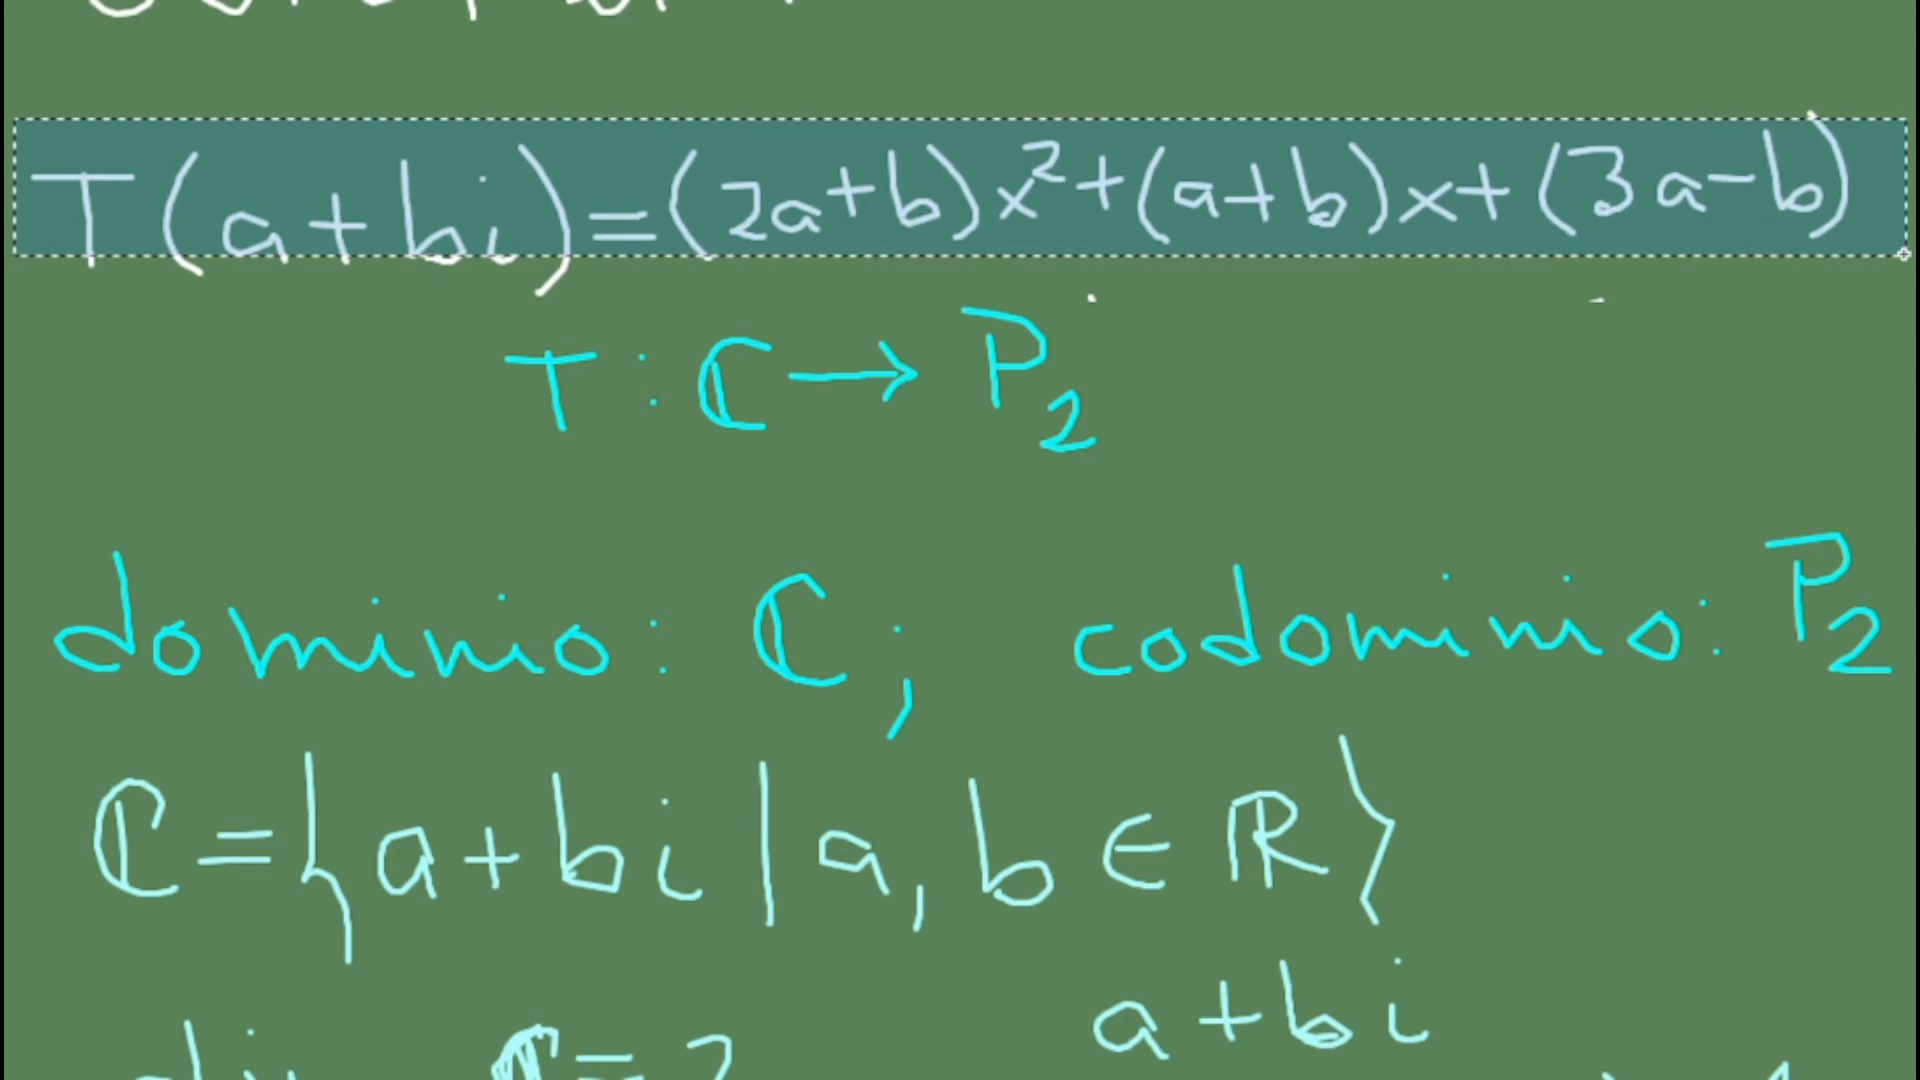 T(a+bi)=(2a+b)x²+(a+b)x+(3a-b)
T:ℂ→P₂
dominio: ℂ; codominio: P₂
ℂ={a+bi|a,b∈ℝ}
a+bi